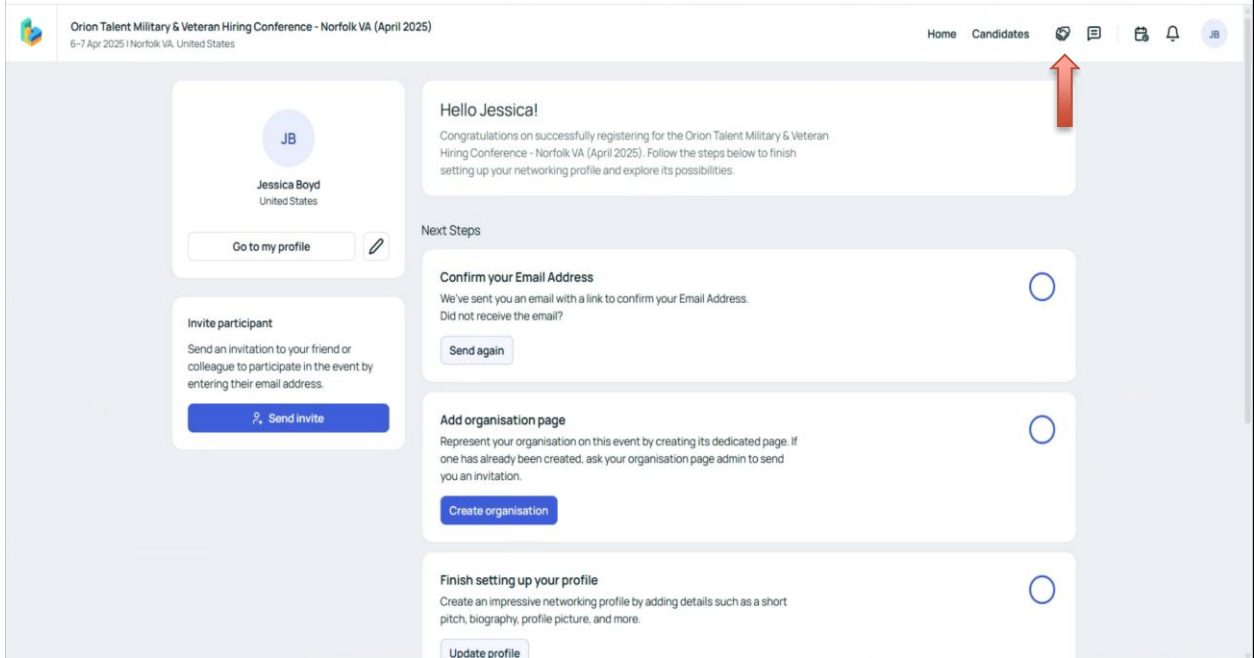 Orion Talent Military & Veteran Hiring Conference - Norfolk VA (April 2025)
6-7 Apr 2025 | Norfolk VA, United States
Home Candidates
JB
JB
Jessica Boyd
United States
Go to my profile
Invite participant
Send an invitation to your friend or
colleague to participate in the event by
entering their email address.
Send invite
Hello Jessica!
Congratulations on successfully registering for the Orion Talent Military & Veteran
Hiring Conference - Norfolk VA (April 2025). Follow the steps below to finish
setting up your networking profile and explore its possibilities.
Next Steps
Confirm your Email Address
We've sent you an email with a link to confirm your Email Address.
Did not receive the email?
Send again
Add organisation page
Represent your organisation on this event by creating its dedicated page. If
one has already been created, ask your organisation page admin to send
you an invitation.
Create organisation
Finish setting up your profile
Create an impressive networking profile by adding details such as a short
pitch, biography, profile picture, and more.
Update profile